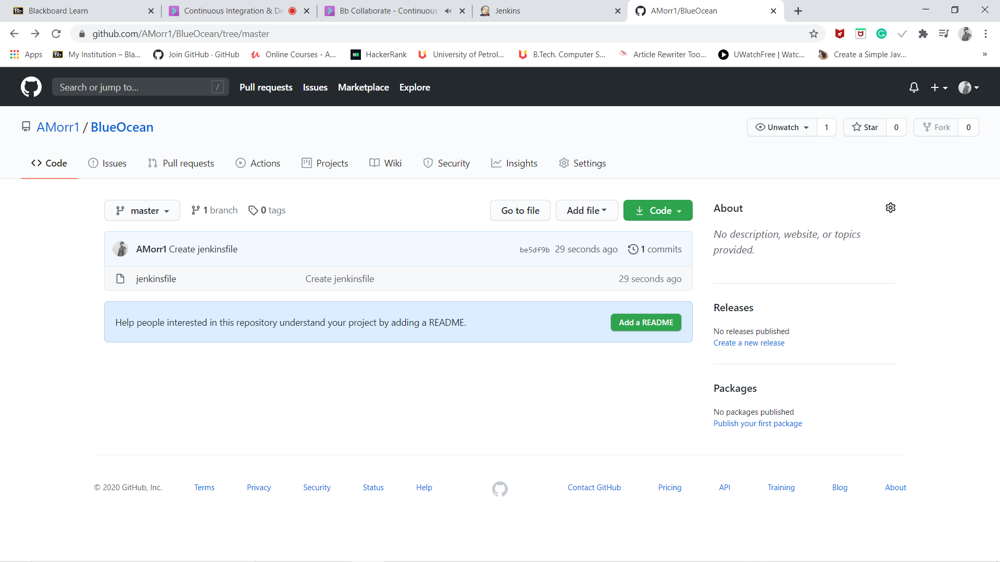 Blackboard Learn
Continuous Integration & De
Bb Collaborate - Continuous
Jenkins
AMorr1/BlueOcean
github.com/AMorr1/BlueOcean/tree/master
Apps
Bb My Institution – Bla...
Join GitHub · GitHub
Online Courses - A...
HackerRank
University of Petrol...
B.Tech. Computer S...
Article Rewriter Too...
UWatchFree | Watc...
Create a Simple Jav...
»
Search or jump to... /
Pull requests
Issues
Marketplace
Explore
AMorr1 / BlueOcean
Unwatch 1
Star 0
Fork 0
Code
Issues
Pull requests
Actions
Projects
Wiki
Security
Insights
Settings
master
1 branch
0 tags
Go to file
Add file
Code
AMorr1 Create jenkinsfile
be5df9b 29 seconds ago
1 commits
jenkinsfile
Create jenkinsfile
29 seconds ago
Help people interested in this repository understand your project by adding a README.
Add a README
About
No description, website, or topics
provided.
Releases
No releases published
Create a new release
Packages
No packages published
Publish your first package
© 2020 GitHub, Inc.
Terms
Privacy
Security
Status
Help
Contact GitHub
Pricing
API
Training
Blog
About